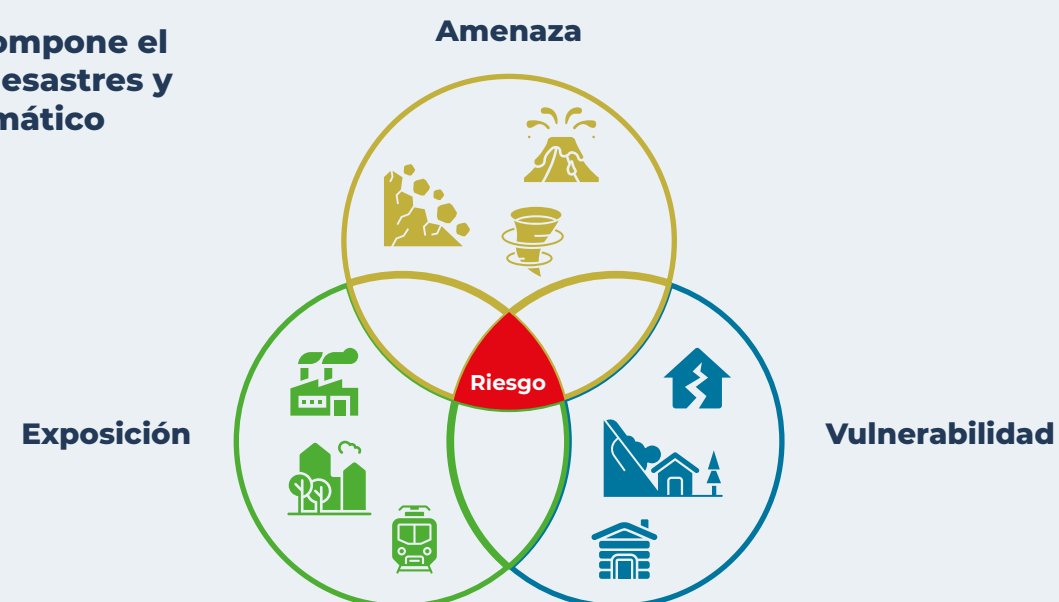 ompone el
esastres y
mático
Amenaza
Riesgo
Exposición
Vulnerabilidad